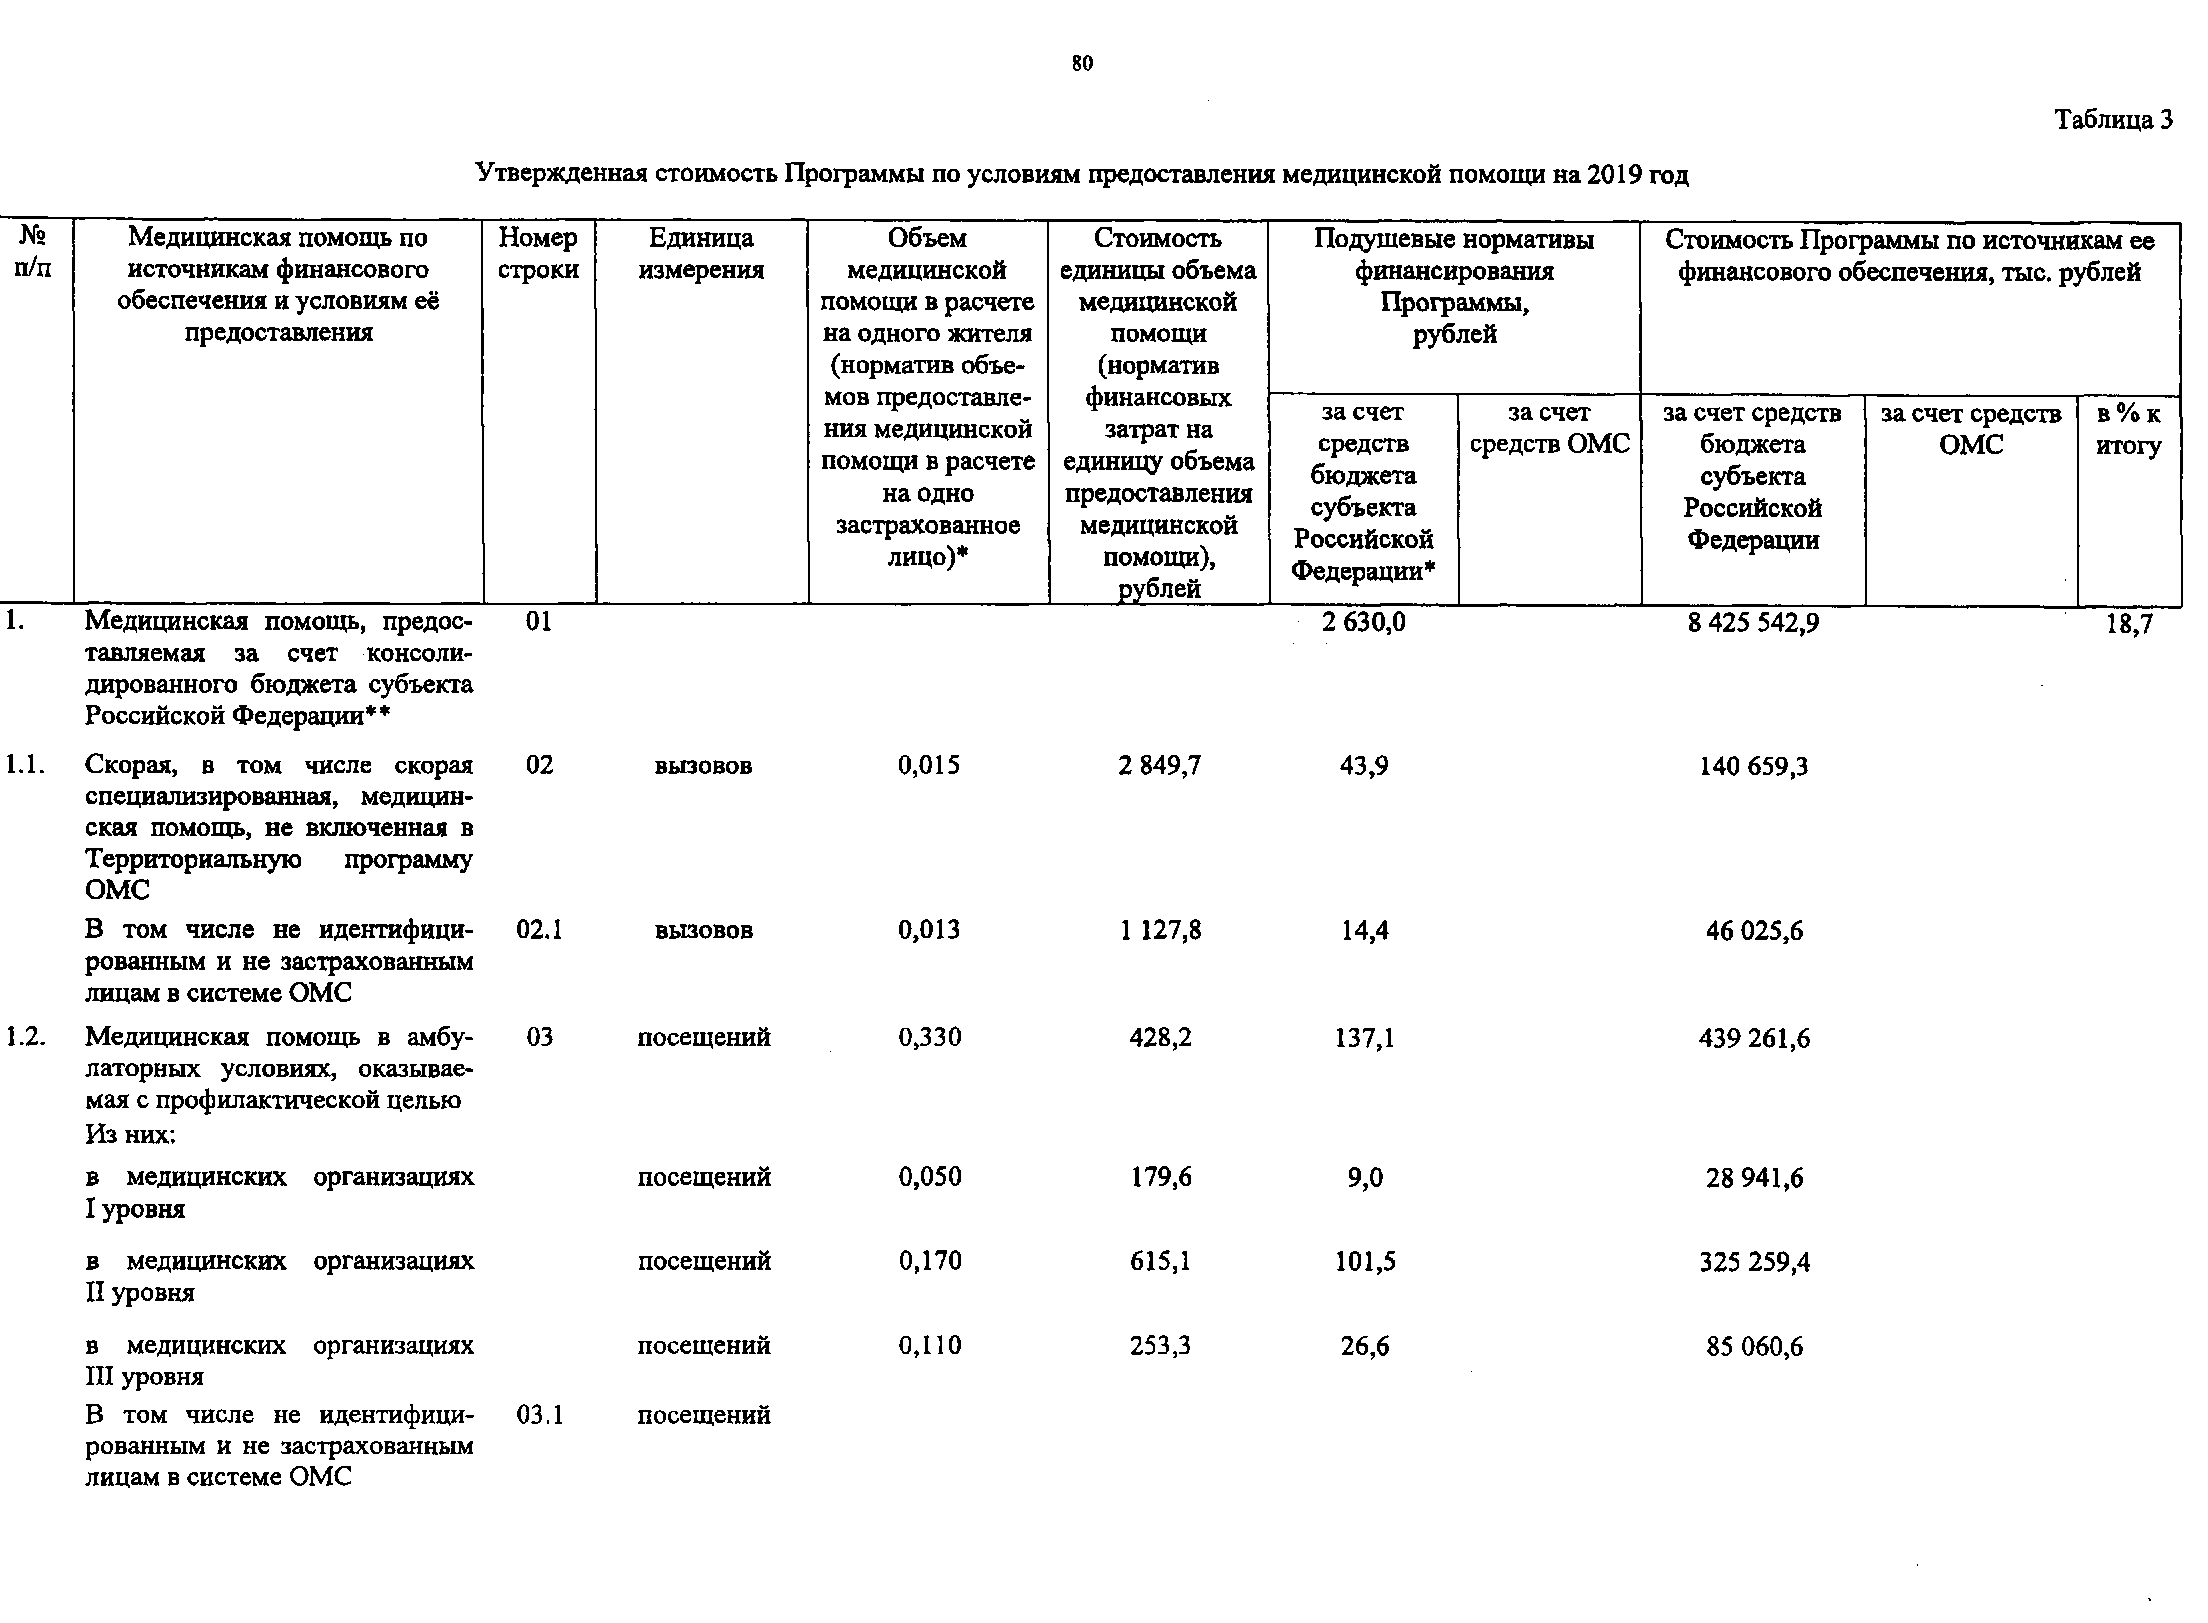 80
Таблица 3
Утвержденная стоимость Программы по условиям предоставления медицинской помощи на 2019 год
№
п/п
Медицинская помощь по
источникам финансового
обеспечения и условиям её
предоставления
Номер
строки
Единица
измерения
Объем
медицинской
помощи в расчете
на одного жителя
(норматив объе-
мов предоставле-
ния медицинской
помощи в расчете
на одно
застрахованное
лицо)*
Стоимость
единицы объема
медицинской
помощи
(норматив
финансовых
затрат на
единицу объема
предоставления
медицинской
помощи),
рублей
Подушевые нормативы
финансирования
Программы,
рублей
за счет
средств
бюджета
субъекта
Российской
Федерации*
за счет
средств ОМС
Стоимость Программы по источникам ее
финансового обеспечения, тыс. рублей
за счет средств
бюджета
субъекта
Российской
Федерации
за счет средств
ОМС
в % к
итогу
1. Медицинская помощь, предос- 01 2 630,0 8 425 542,9 18,7
тавляемая за счет консоли-
дированного бюджета субъекта
Российской Федерации**
1.1. Скорая, в том числе скорая 02 вызовов 0,015 2 849,7 43,9 140 659,3
специализированная, медицин-
ская помощь, не включенная в
Территориальную программу
ОМС
В том числе не идентифици- 02.1 вызовов 0,013 1 127,8 14,4 46 025,6
рованным и не застрахованным
лицам в системе ОМС
1.2. Медицинская помощь в амбу- 03 посещений 0,330 428,2 137,1 439 261,6
латорных условиях, оказывае-
мая с профилактической целью
Из них:
в медицинских организациях посещений 0,050 179,6 9,0 28 941,6
I уровня
в медицинских организациях посещений 0,170 615,1 101,5 325 259,4
II уровня
в медицинских организациях посещений 0,110 253,3 26,6 85 060,6
III уровня
В том числе не идентифици- 03.1 посещений
рованным и не застрахованным
лицам в системе ОМС